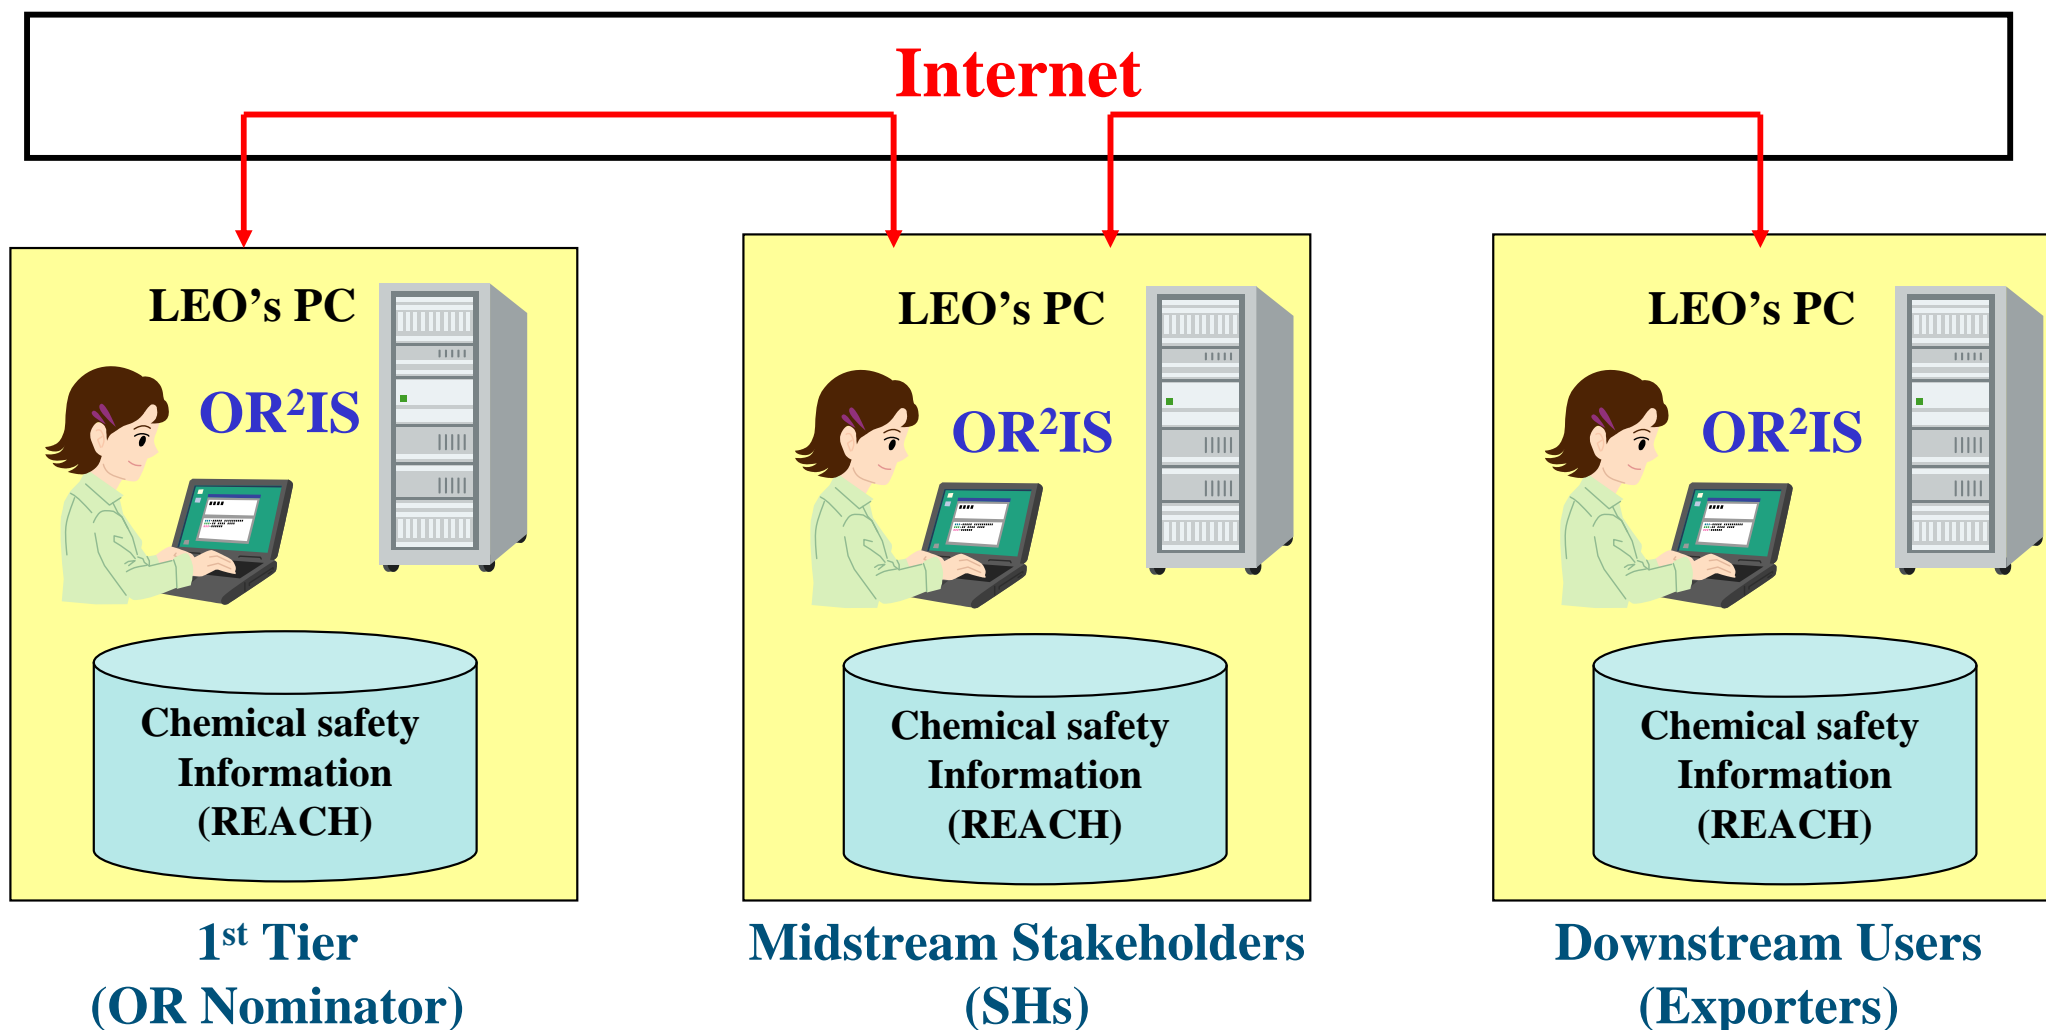 Internet
LEO’s PC
OR²IS
Chemical safety
Information
(REACH)
1st Tier
(OR Nominator)
LEO’s PC
OR²IS
Chemical safety
Information
(REACH)
Midstream Stakeholders
(SHs)
LEO’s PC
OR²IS
Chemical safety
Information
(REACH)
Downstream Users
(Exporters)